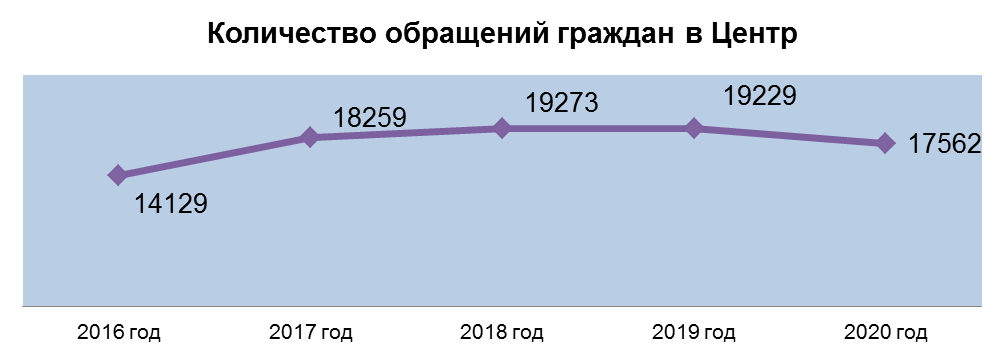 Количество обращений граждан в Центр
14129
18259
19273
19229
17562
2016 год
2017 год
2018 год
2019 год
2020 год